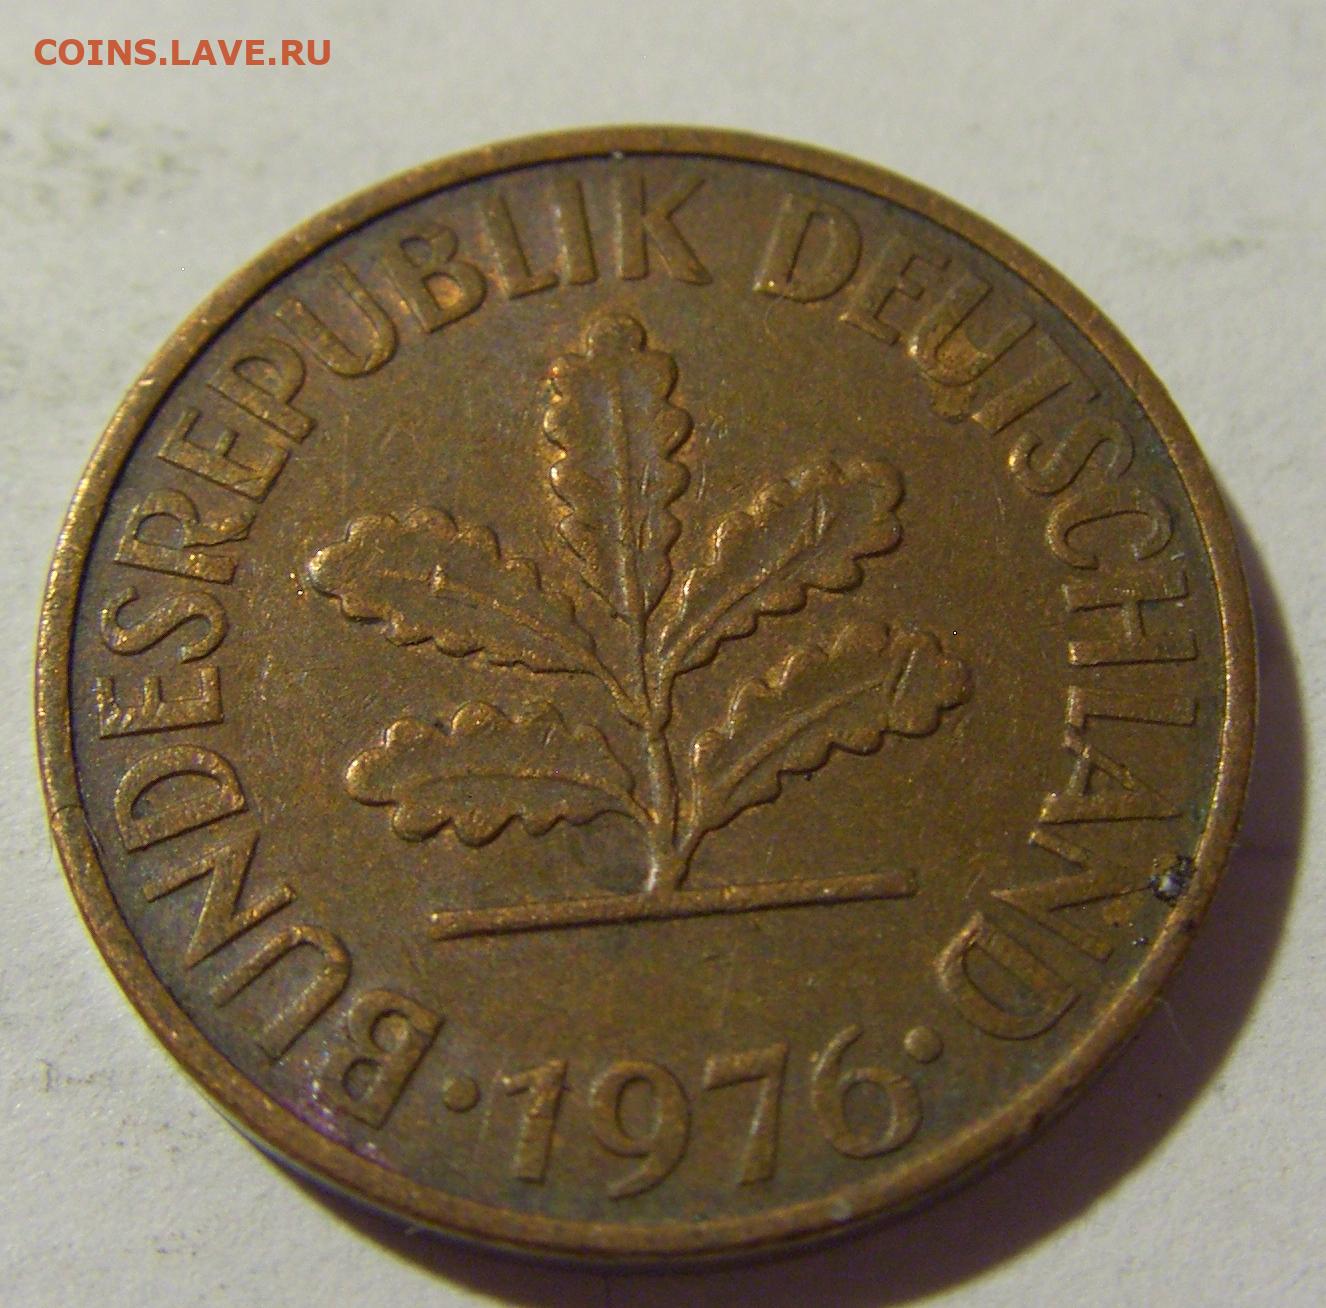 COINS.LAVE.RU
BUNDESREPUBLIK DEUTSCHLAND
· 1976 ·